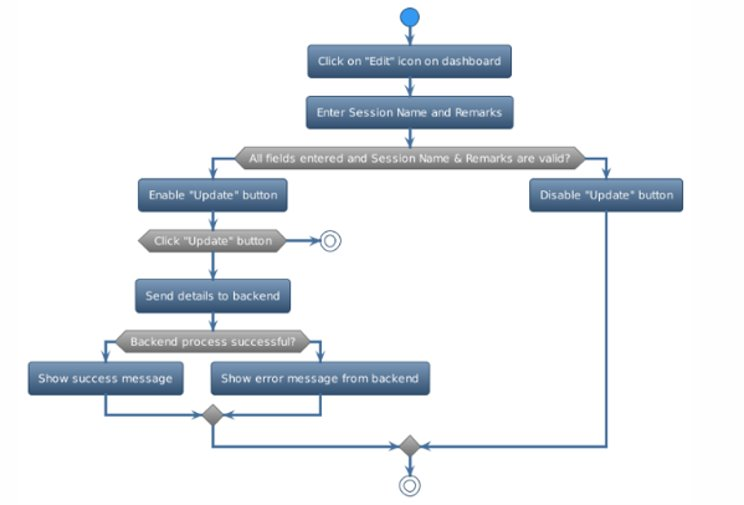 Click on "Edit" icon on dashboard
Enter Session Name and Remarks
All fields entered and Session Name & Remarks are valid?
Enable "Update" button
Disable "Update" button
Click "Update" button
Send details to backend
Backend process successful?
Show success message
Show error message from backend